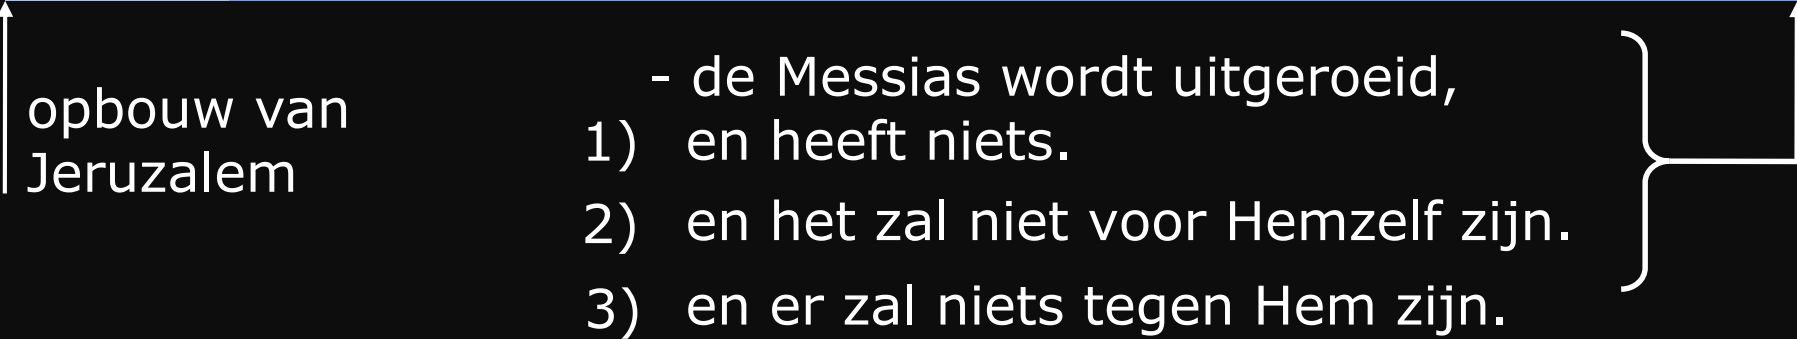 opbouw van
Jeruzalem
- de Messias wordt uitgeroeid,
1) en heeft niets.
2) en het zal niet voor Hemzelf zijn.
3) en er zal niets tegen Hem zijn.